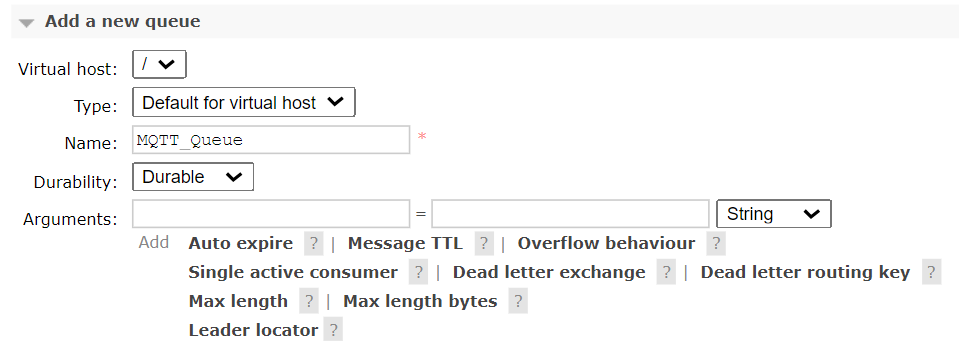 Add a new queue
Virtual host: /
Type: Default for virtual host
Name: MQTT_Queue *
Durability: Durable
Arguments: = String
Add Auto expire ? | Message TTL ? | Overflow behaviour ?
Single active consumer ? | Dead letter exchange ? | Dead letter routing key ?
Max length ? | Max length bytes ?
Leader locator ?